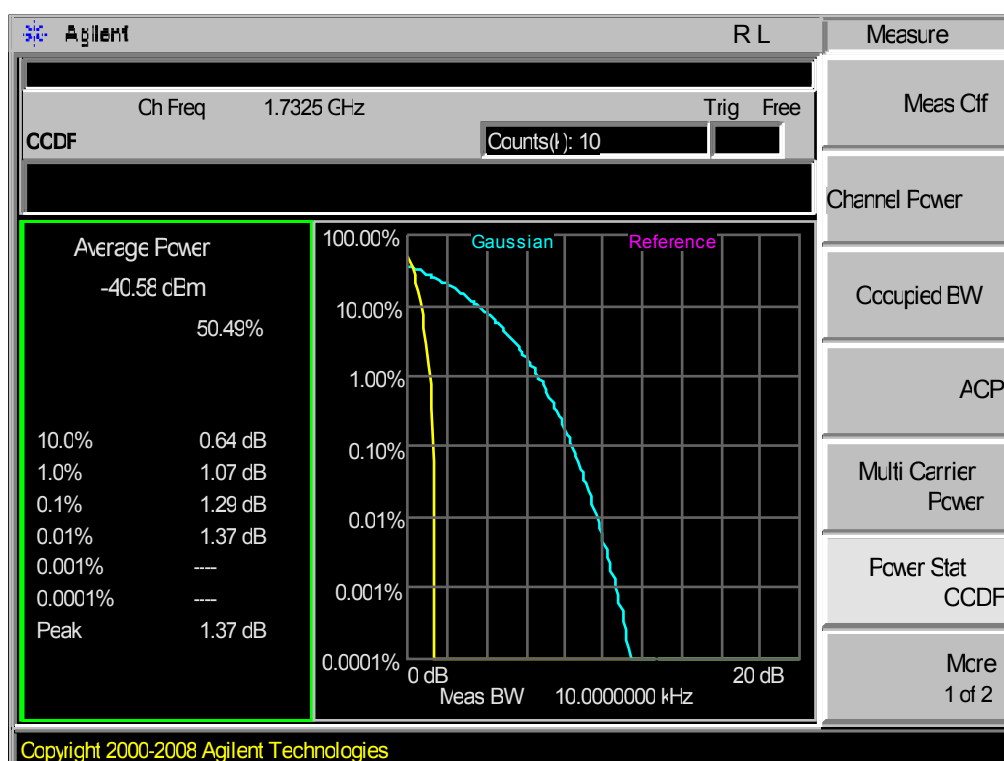 Agilent R L
Ch Freq 1.7325 GHz Trig Free
CCDF Counts(k): 10
Average Power
-40.58 dBm
50.49%
10.0% 0.64 dB
1.0% 1.07 dB
0.1% 1.29 dB
0.01% 1.37 dB
0.001% ----
0.0001% ----
Peak 1.37 dB
Gaussian Reference
100.00%
10.00%
1.00%
0.10%
0.01%
0.001%
0.0001%
0 dB 20 dB
Meas BW 10.0000000 kHz
Measure
Meas Off
Channel Power
Occupied BW
ACP
Multi Carrier
Power
Power Stat
CCDF
More
1 of 2
Copyright 2000-2008 Agilent Technologies